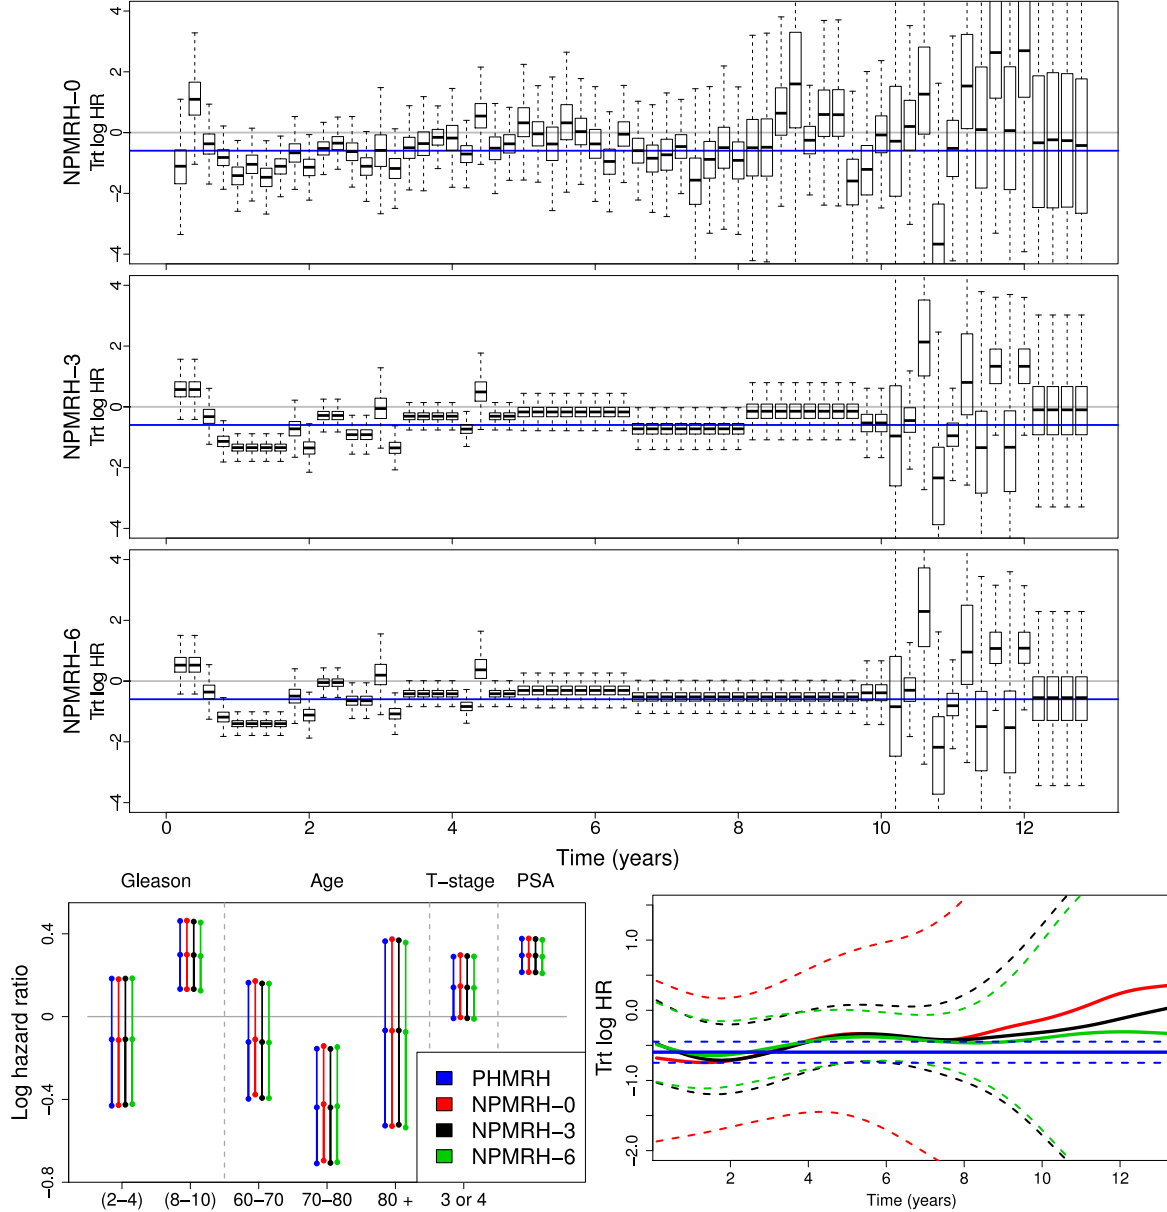 NPMRH−0
Trt log HR
4
2
0
−2
−4
NPMRH−3
Trt log HR
4
2
0
−2
−4
NPMRH−6
Trt log HR
4
2
0
−2
−4
0 2 4 6 8 10 12
Time (years)
Gleason Age T−stage PSA
Log hazard ratio
0.4
0
−0.4
−0.8
PHMRH
NPMRH−0
NPMRH−3
NPMRH−6
(2−4) (8−10) 60−70 70−80 80 + 3 or 4
Trt log HR
1.0
0.0
−1.0
−2.0
2 4 6 8 10 12
Time (years)